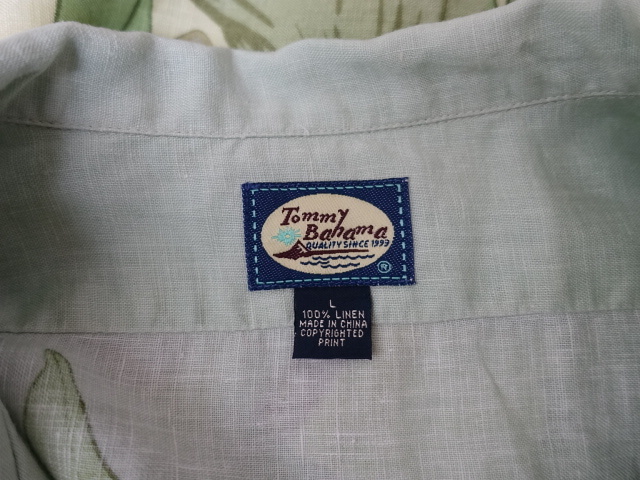 Tommy
Bahama
QUALITY SINCE 1993
®
L
100% LINEN
MADE IN CHINA
COPYRIGHTED
PRINT